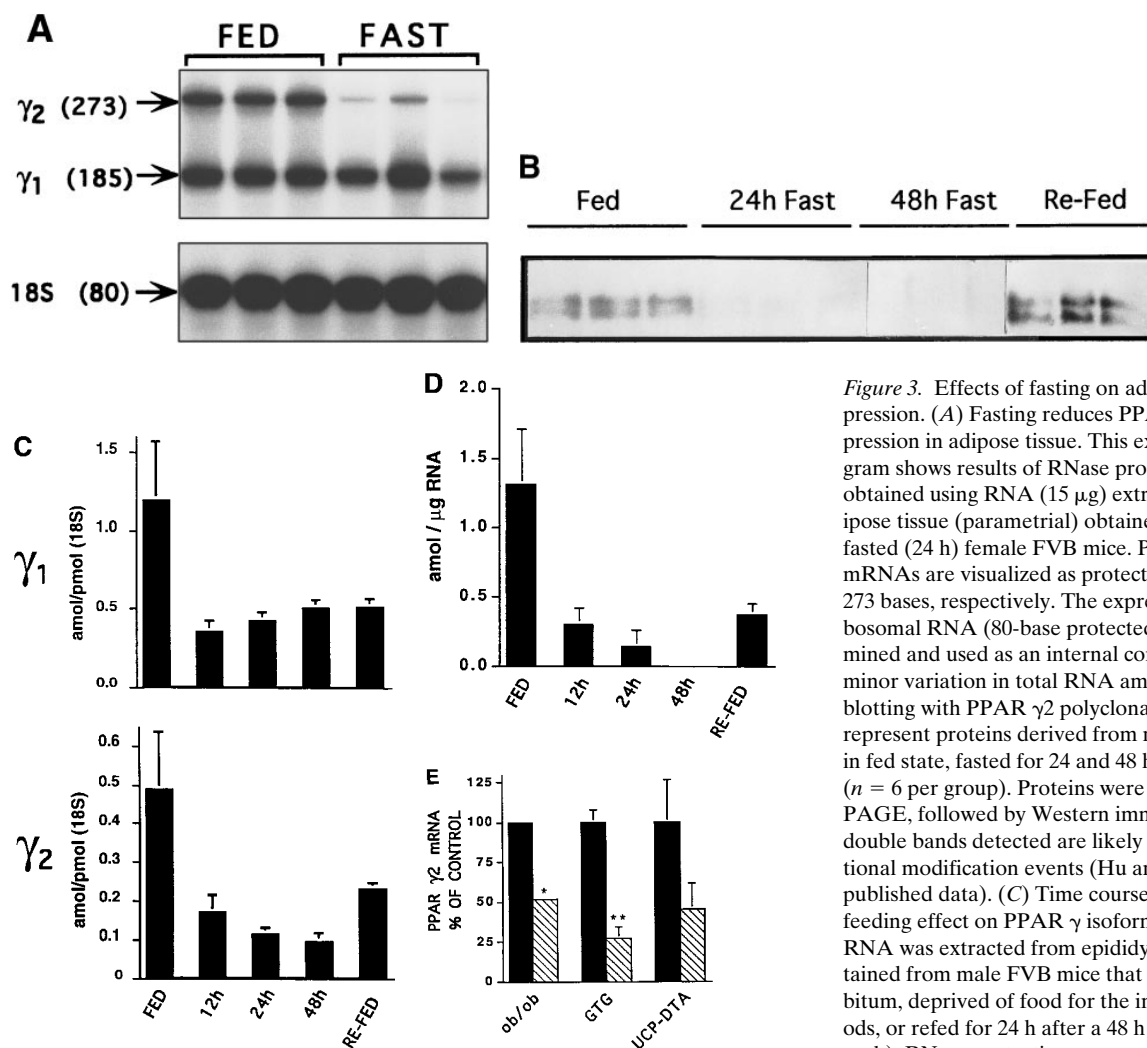 A
FED FAST
γ2 (273)
γ1 (185)
18S (80)
B
Fed 24h Fast 48h Fast Re-Fed
C
γ1
amol/pmol (18S)
1.5
1.0
0.5
0.0
γ2
amol/pmol (18S)
0.6
0.5
0.4
0.3
0.2
0.1
0
FED 12h 24h 48h RE-FED
D
amol / μg RNA
2.0
1.5
1.0
0.5
0.0
FED 12h 24h 48h RE-FED
E
PPAR γ2 mRNA
% OF CONTROL
125
100
75
50
25
0
* **
ob/ob GTG UCP-DTA
Figure 3. Effects of fasting on ad
pression. (A) Fasting reduces PPA
pression in adipose tissue. This ex
gram shows results of RNase pro
obtained using RNA (15 μg) extr
ipose tissue (parametrial) obtaine
fasted (24 h) female FVB mice. P
mRNAs are visualized as protect
273 bases, respectively. The expre
bosomal RNA (80-base protected
mined and used as an internal con
minor variation in total RNA am
blotting with PPAR γ2 polyclona
represent proteins derived from n
in fed state, fasted for 24 and 48 h
(n = 6 per group). Proteins were
PAGE, followed by Western imm
double bands detected are likely
tional modification events (Hu an
published data). (C) Time course
feeding effect on PPAR γ isoform
RNA was extracted from epididy
tained from male FVB mice that
bitum, deprived of food for the in
ods, or refed for 24 h after a 48 h